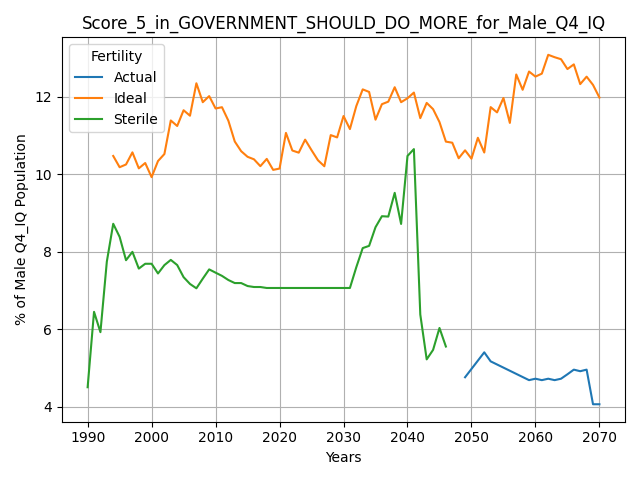 Score_5_in_GOVERNMENT_SHOULD_DO_MORE_for_Male_Q4_IQ
Fertility
Actual
Ideal
Sterile
% of Male Q4_IQ Population
12
10
8
6
4
1990 2000 2010 2020 2030 2040 2050 2060 2070
Years